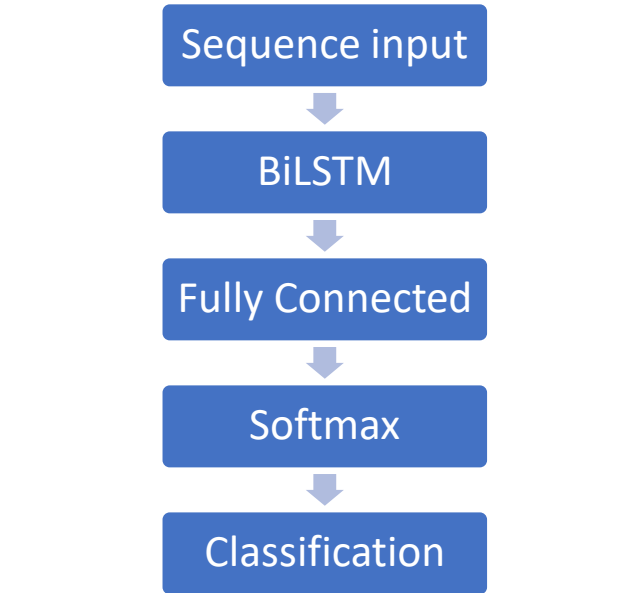 Sequence input
BiLSTM
Fully Connected
Softmax
Classification